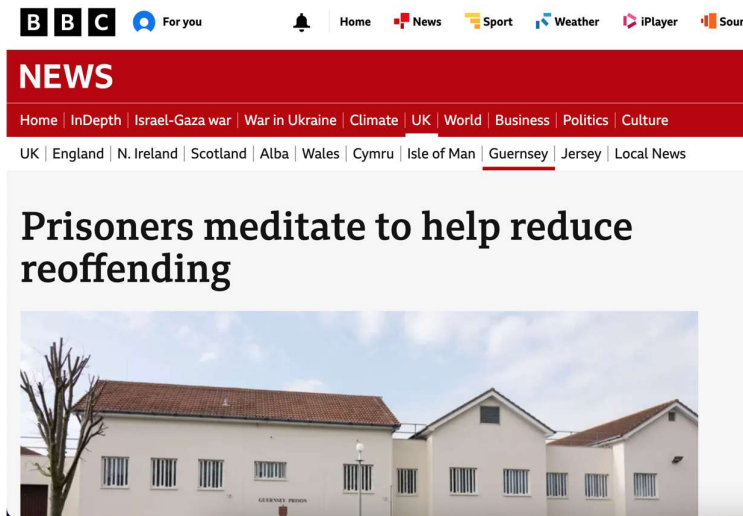 BBC For you Home News Sport Weather iPlayer Soun
NEWS
Home InDepth Israel-Gaza war War in Ukraine Climate UK World Business Politics Culture
UK England N. Ireland Scotland Alba Wales Cymru Isle of Man Guernsey Jersey Local News
Prisoners meditate to help reduce
reoffending
GUERNSEY PRISON